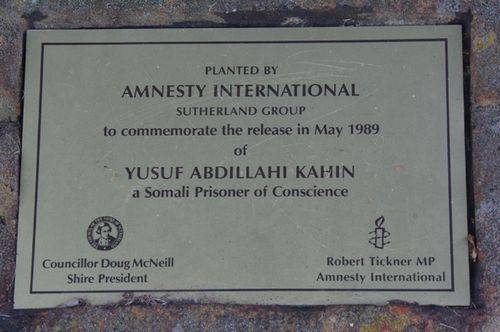 PLANTED BY
AMNESTY INTERNATIONAL
SUTHERLAND GROUP
to commemorate the release in May 1989
of
YUSUF ABDILLAHI KAHIN
a Somali Prisoner of Conscience
Councillor Doug McNeill
Shire President
Robert Tickner MP
Amnesty International